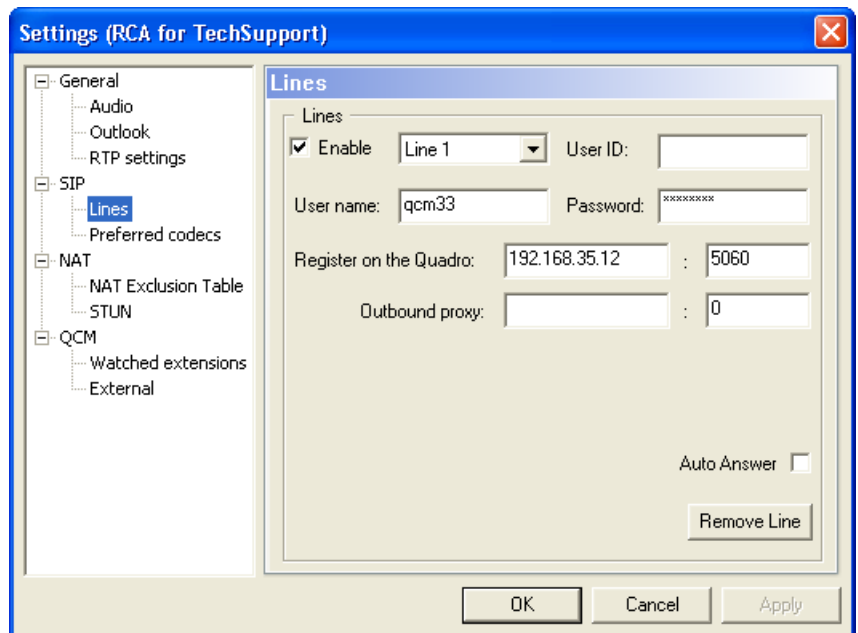 Settings (RCA for TechSupport)
General
Audio
Outlook
RTP settings
SIP
Lines
Preferred codecs
NAT
NAT Exclusion Table
STUN
QCM
Watched extensions
External
Lines
Lines
Enable Line 1 User ID:
User name: qcm33 Password: ********
Register on the Quadro: 192.168.35.12 : 5060
Outbound proxy: : 0
Auto Answer
Remove Line
OK Cancel Apply